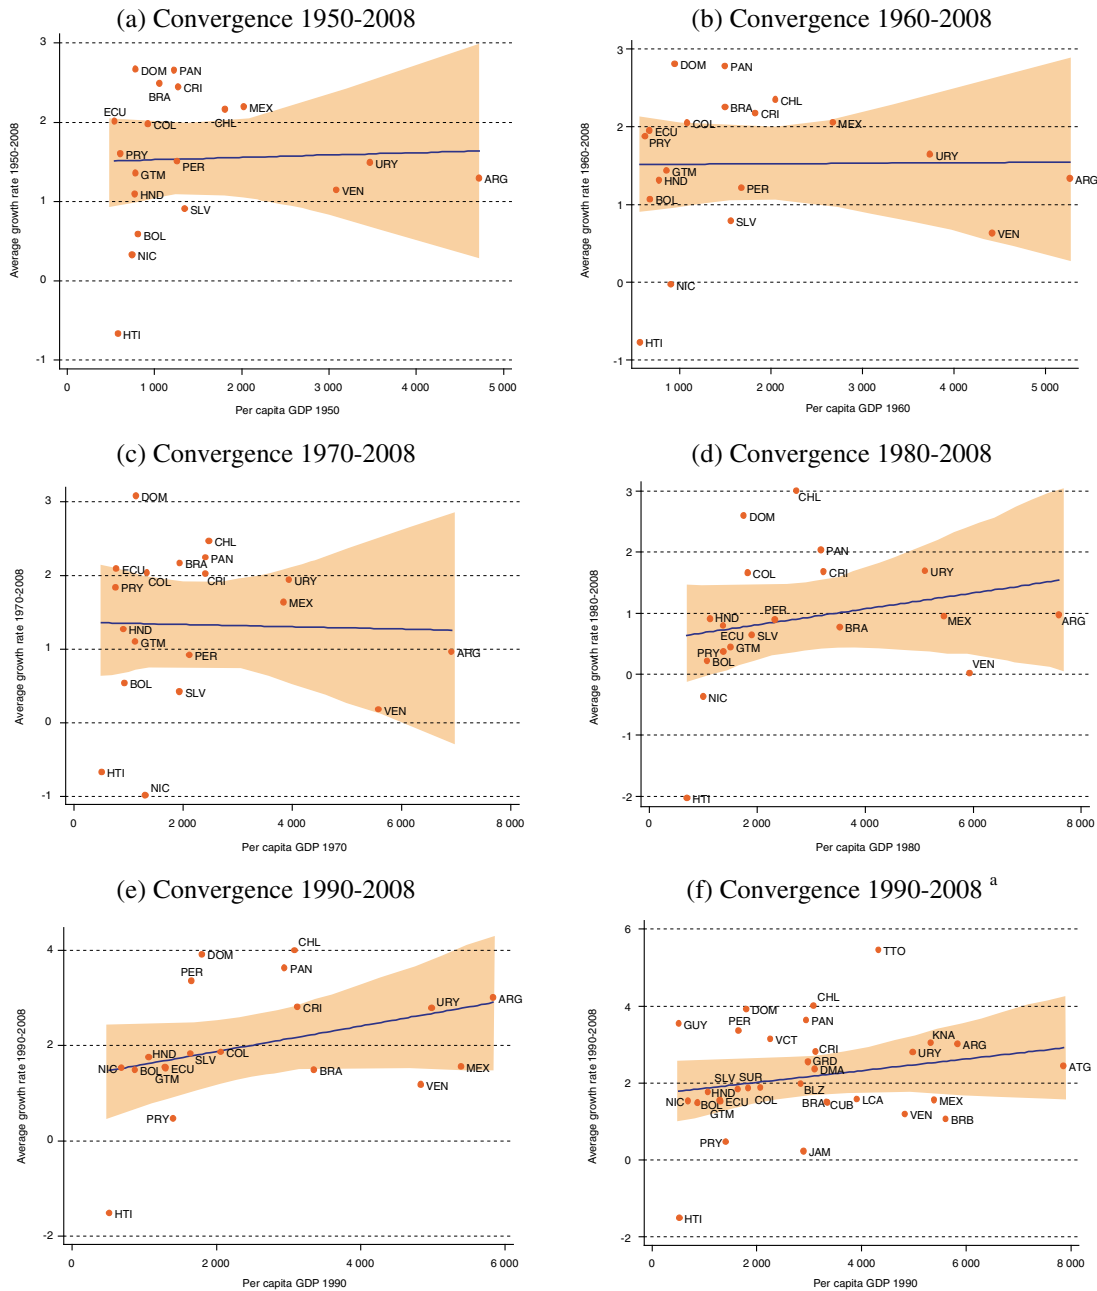 (a) Convergence 1950-2008
3
2
1
0
-1
Average growth rate 1950-2008
DOM
PAN
BRA
CRI
ECU
COL
CHL
MEX
PRY
PER
GTM
HND
SLV
BOL
NIC
HTI
URY
VEN
ARG
0
1 000
2 000
3 000
4 000
5 000
Per capita GDP 1950
(b) Convergence 1960-2008
3
2
1
0
-1
Average growth rate 1960-2008
DOM
PAN
BRA
CHL
CRI
COL
MEX
ECU
PRY
GTM
HND
BOL
PER
SLV
URY
ARG
VEN
NIC
HTI
1 000
2 000
3 000
4 000
5 000
Per capita GDP 1960
(c) Convergence 1970-2008
3
2
1
0
-1
Average growth rate 1970-2008
DOM
CHL
PAN
BRA
ECU
COL
CRI
PRY
URY
MEX
HND
GTM
PER
ARG
BOL
SLV
VEN
HTI
NIC
0
2 000
4 000
6 000
8 000
Per capita GDP 1970
(d) Convergence 1980-2008
3
2
1
0
-1
-2
Average growth rate 1980-2008
CHL
DOM
PAN
COL
CRI
URY
HND
PER
ECU
SLV
BRA
MEX
ARG
PRY
GTM
BOL
VEN
NIC
HTI
0
2 000
4 000
6 000
8 000
Per capita GDP 1980
(e) Convergence 1990-2008
4
2
0
-2
Average growth rate 1990-2008
CHL
DOM
PER
PAN
CRI
URY
ARG
HND
SLV
COL
NIC
BOL
ECU
GTM
BRA
MEX
VEN
PRY
HTI
0
2 000
4 000
6 000
Per capita GDP 1990
(f) Convergence 1990-2008 a
6
4
2
0
-2
Average growth rate 1990-2008
TTO
CHL
DOM
GUY
PER
PAN
VCT
KNA
ARG
CRI
URY
GRD
DMA
ATG
SLV
SUR
HND
BLZ
NIC
BOL
ECU
COL
BRA
CUB
LCA
MEX
GTM
VEN
BRB
PRY
JAM
HTI
0
2 000
4 000
6 000
8 000
Per capita GDP 1990